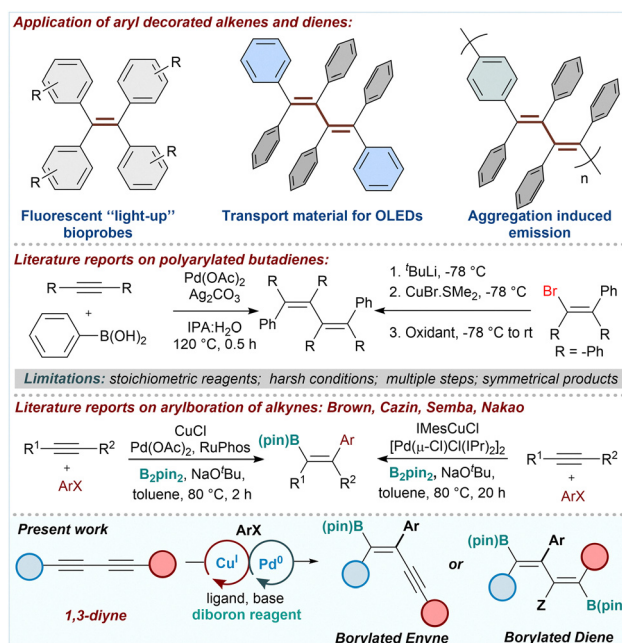 Application of aryl decorated alkenes and dienes:
R R
R R
n
Fluorescent "light-up" bioprobes
Transport material for OLEDs
Aggregation induced emission
Literature reports on polyarylated butadienes:
R R
+
B(OH)2
Pd(OAc)2
Ag2CO3
IPA:H2O
120 °C, 0.5 h
R R
Ph Ph
R R
1. tBuLi, -78 °C
2. CuBr.SMe2, -78 °C
3. Oxidant, -78 °C to rt
Br Ph
R R
R = -Ph
Limitations: stoichiometric reagents; harsh conditions; multiple steps; symmetrical products
Literature reports on arylboration of alkynes: Brown, Cazin, Semba, Nakao
R1 R2
+
ArX
CuCl
Pd(OAc)2, RuPhos
B2pin2, NaOtBu,
toluene, 80 °C, 2 h
(pin)B Ar
R1 R2
IMesCuCl
[Pd(μ-Cl)Cl(IPr)2]2
B2pin2, NaOtBu,
toluene, 80 °C, 20 h
R1 R2
+
ArX
Present work
1,3-diyne
ArX
CuI Pd0
ligand, base
diboron reagent
(pin)B Ar
Borylated Enyne
or
(pin)B Ar
Z B(pin
Borylated Diene